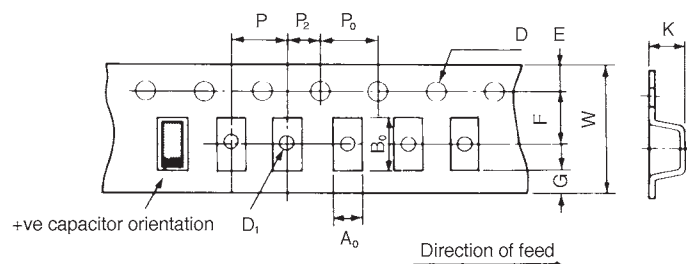 P P₂ P₀ D E K
F W
B₀
G
+ve capacitor orientation D₁
A₀
Direction of feed